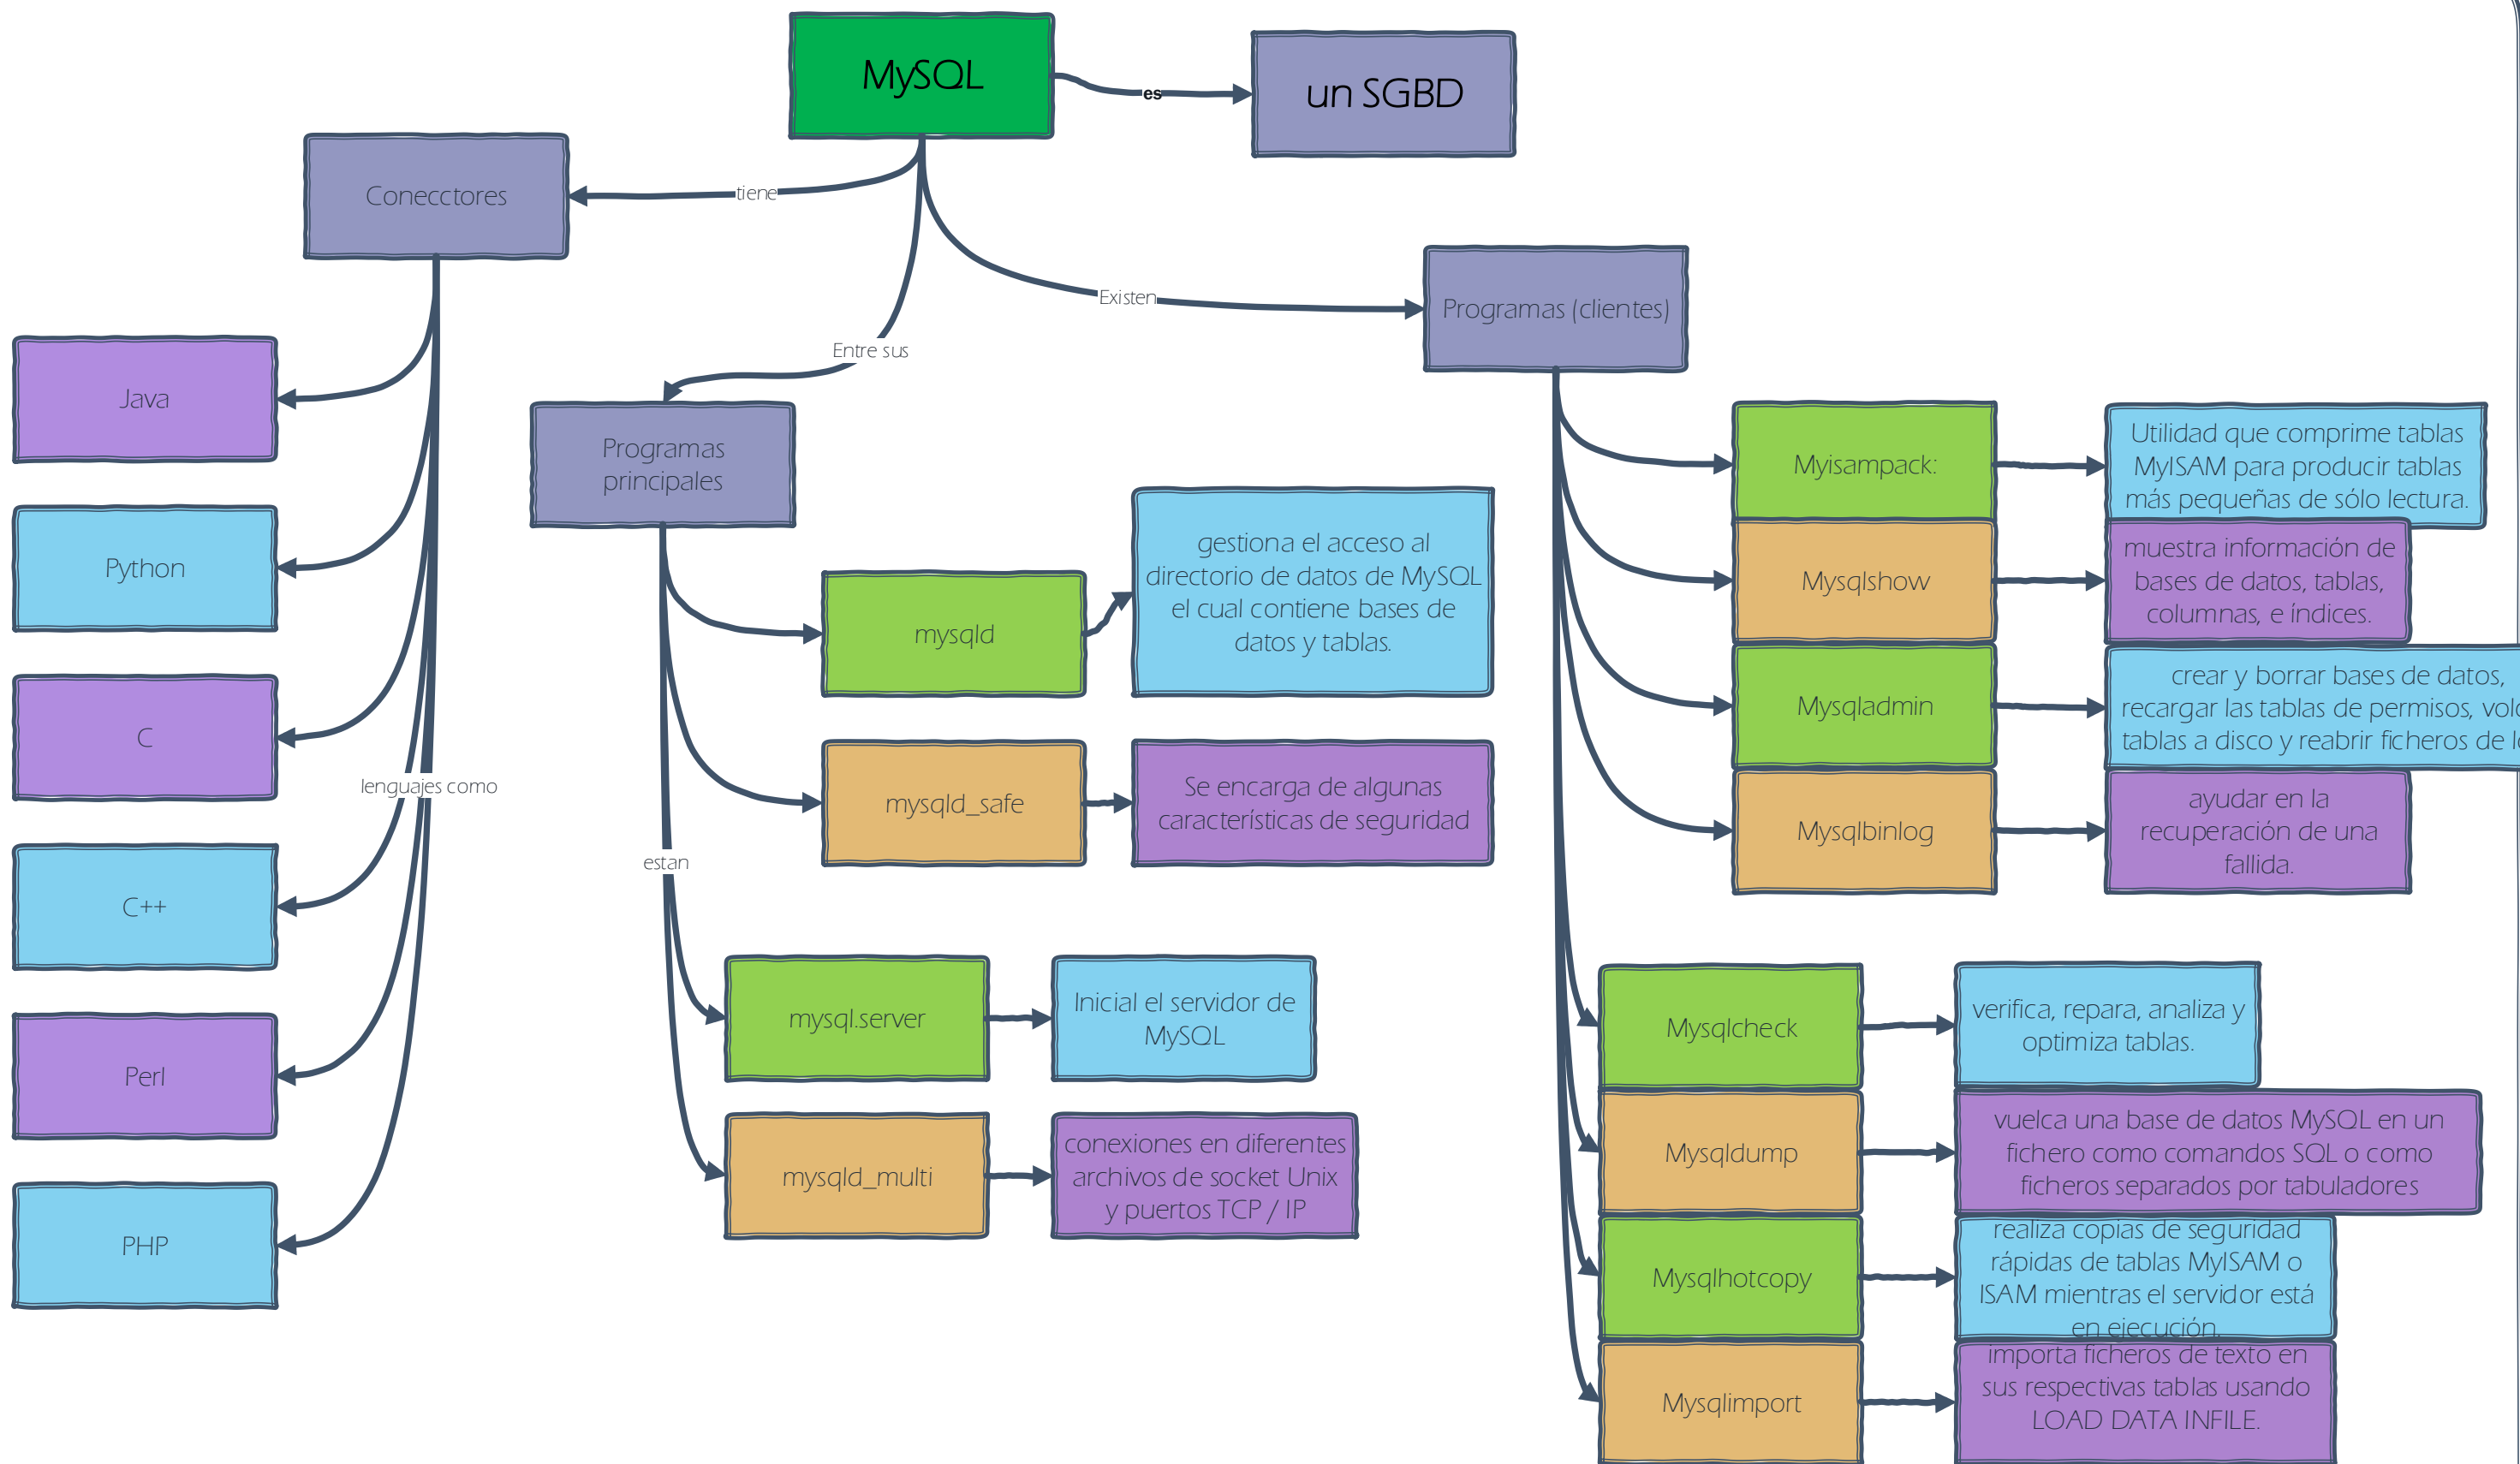 MySQL
es
un SGBD
Conecctores
tiene
Existen
Programas (clientes)
Entre sus
Java
Python
C
lenguajes como
C++
Perl
PHP
Programas
principales
mysqld
gestiona el acceso al
directorio de datos de MySQL
el cual contiene bases de
datos y tablas.
mysqld_safe
Se encarga de algunas
características de seguridad
estan
mysql.server
Inicial el servidor de
MySQL
mysqld_multi
conexiones en diferentes
archivos de socket Unix
y puertos TCP / IP
Myisampack:
Utilidad que comprime tablas
MyISAM para producir tablas
más pequeñas de sólo lectura.
Mysqlshow
muestra información de
bases de datos, tablas,
columnas, e índices.
Mysqladmin
crear y borrar bases de datos,
recargar las tablas de permisos,
tablas a disco y reabrir ficheros de
Mysqlbinlog
ayudar en la
recuperación de una
fallida.
Mysqlcheck
verifica, repara, analiza y
optimiza tablas.
Mysqldump
vuelca una base de datos MySQL en un
fichero como comandos SQL o como
ficheros separados por tabuladores
Mysqlhotcopy
realiza copias de seguridad
rápidas de tablas MyISAM o
ISAM mientras el servidor está
en ejecución.
Mysqlimport
importa ficheros de texto en
sus respectivas tablas usando
LOAD DATA INFILE.